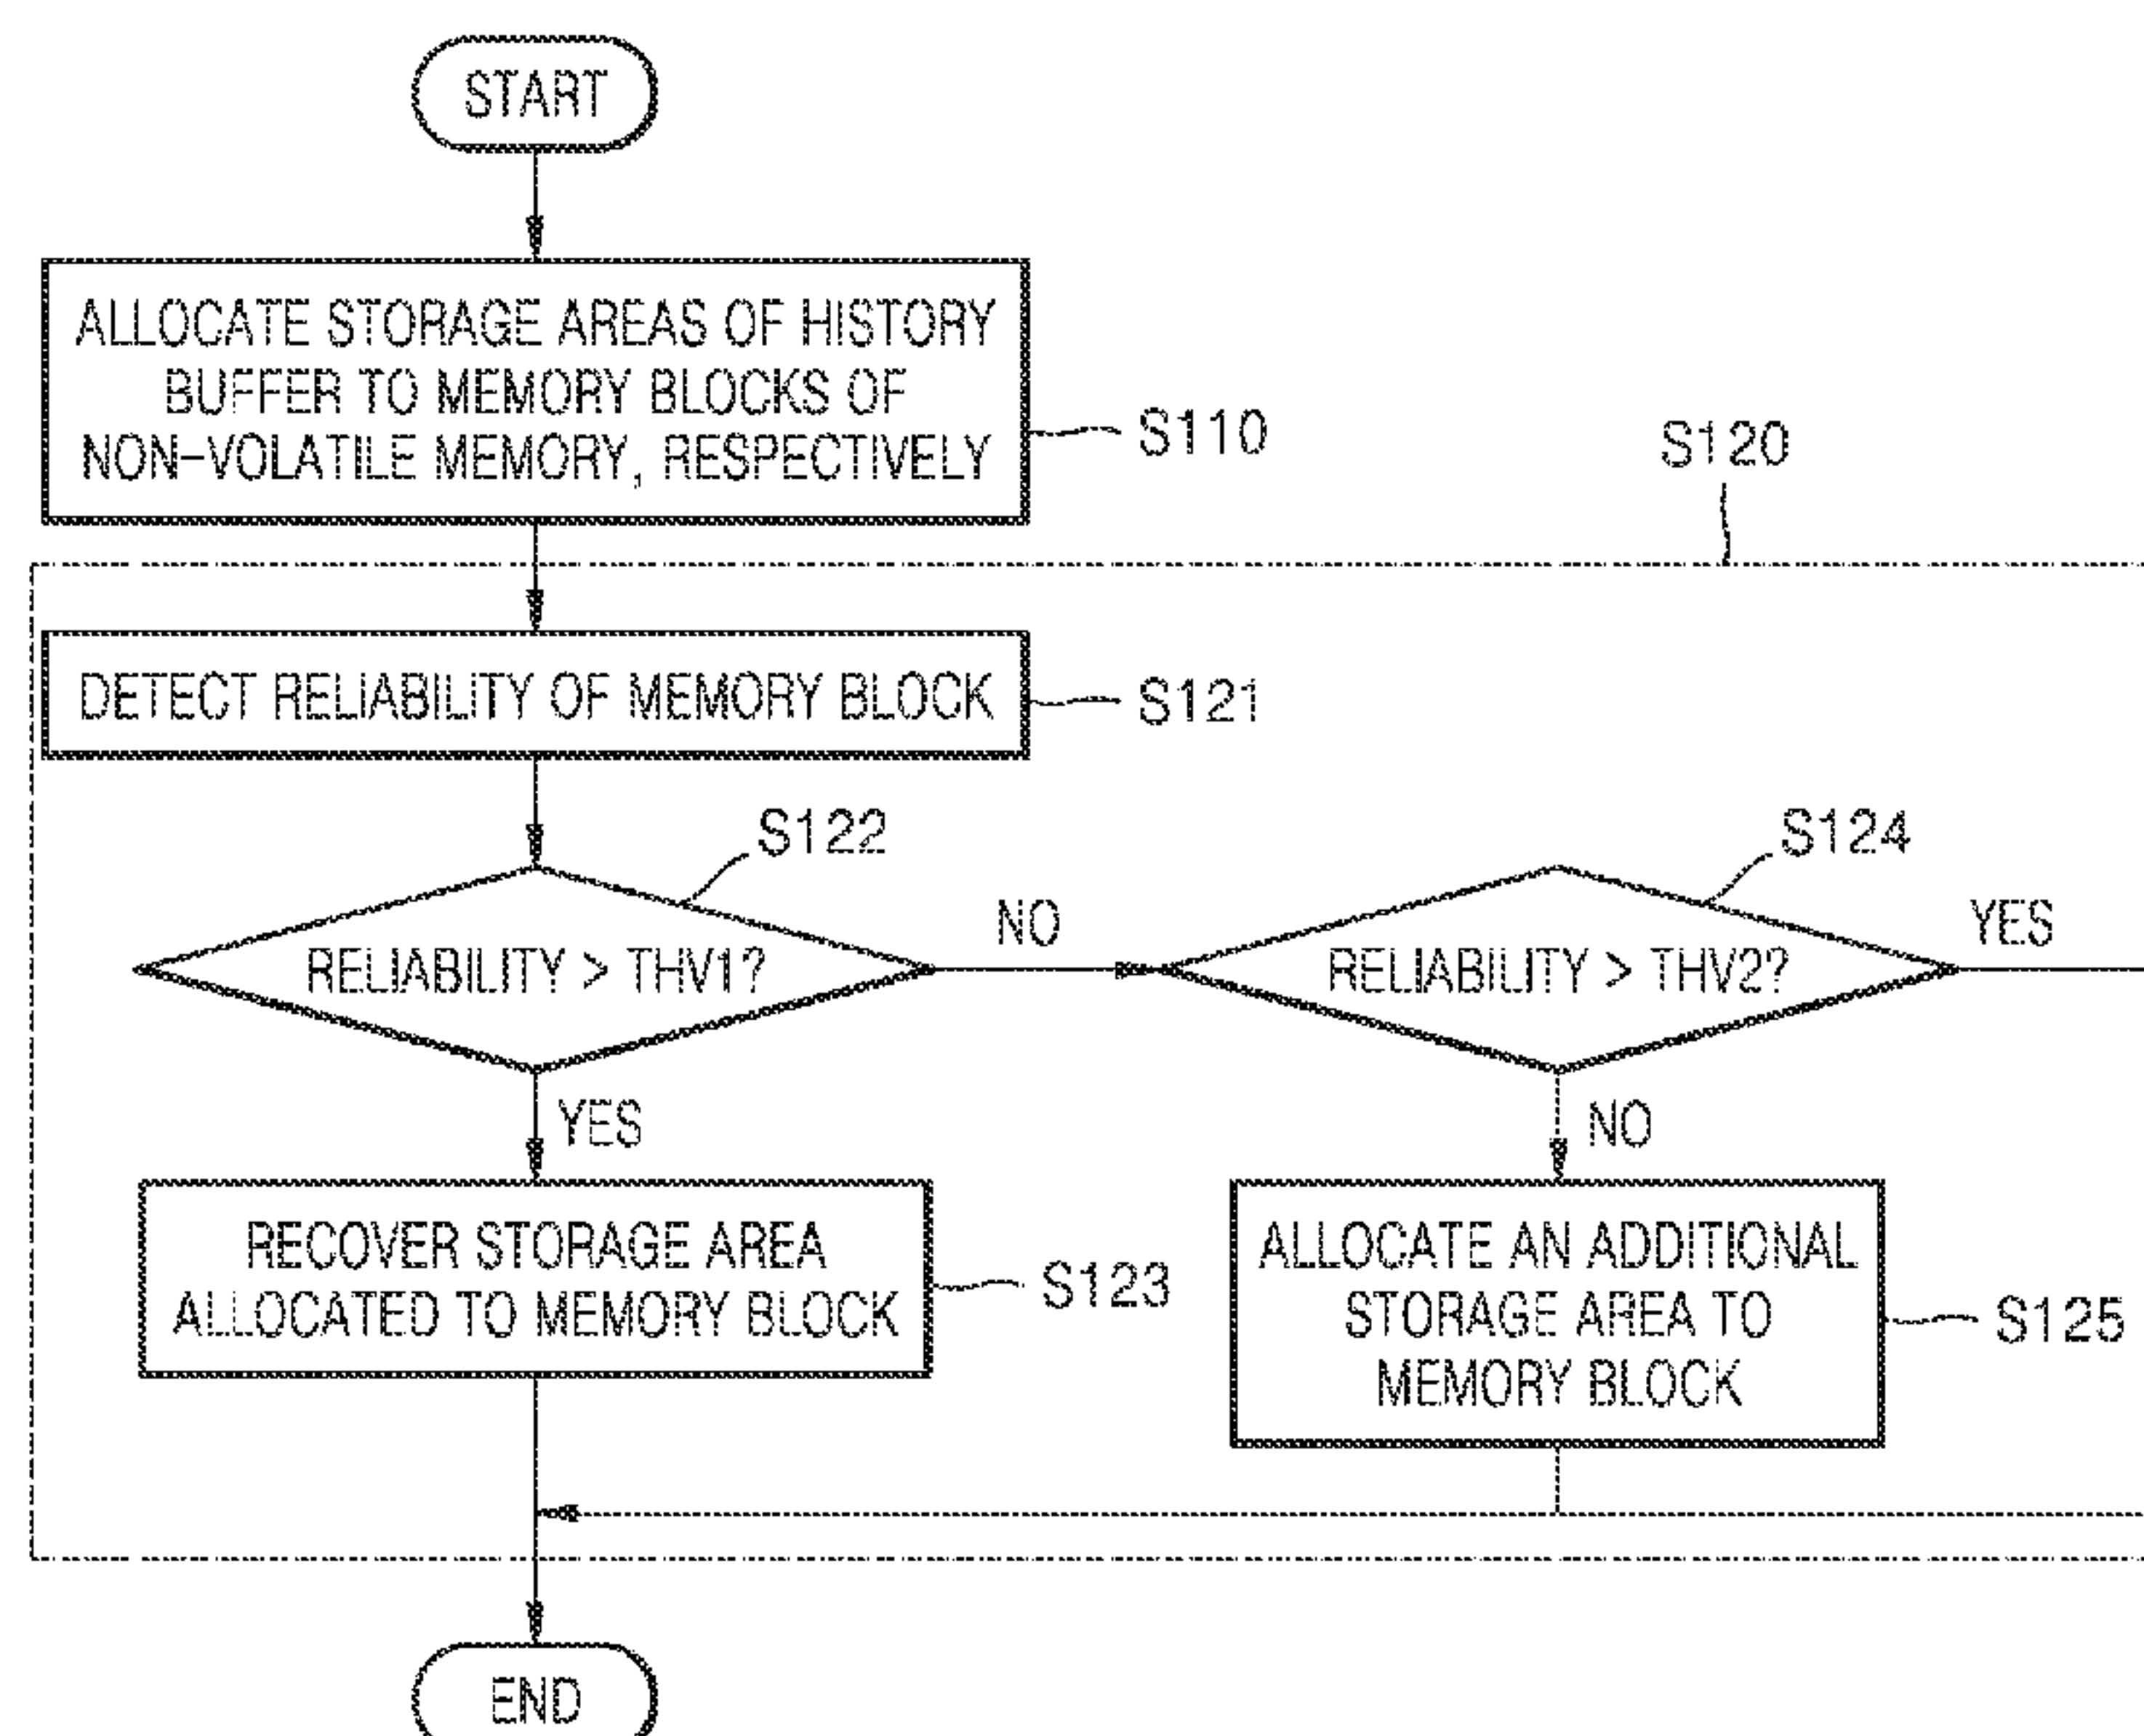 START
ALLOCATE STORAGE AREAS OF HISTORY
BUFFER TO MEMORY BLOCKS OF
NON-VOLATILE MEMORY, RESPECTIVELY
S110
S120
DETECT RELIABILITY OF MEMORY BLOCK
S121
S122
S124
RELIABILITY > THV1?
NO
RELIABILITY > THV2?
YES
YES
NO
RECOVER STORAGE AREA
ALLOCATED TO MEMORY BLOCK
S123
ALLOCATE AN ADDITIONAL
STORAGE AREA TO
MEMORY BLOCK
S125
END